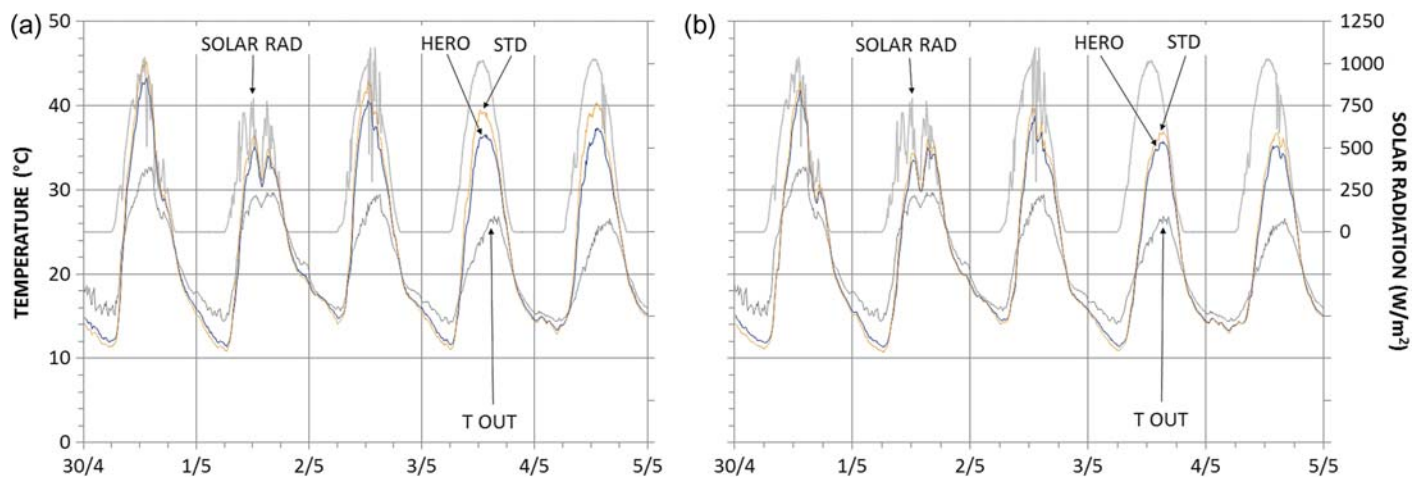 (a)
TEMPERATURE (°C)
50
40
30
20
10
0
30/4 1/5 2/5 3/5 4/5 5/5
SOLAR RAD
HERO
STD
T OUT
(b)
SOLAR RAD
HERO
STD
T OUT
30/4 1/5 2/5 3/5 4/5 5/5
1250
1000
750
500
250
0
SOLAR RADIATION (W/m²)